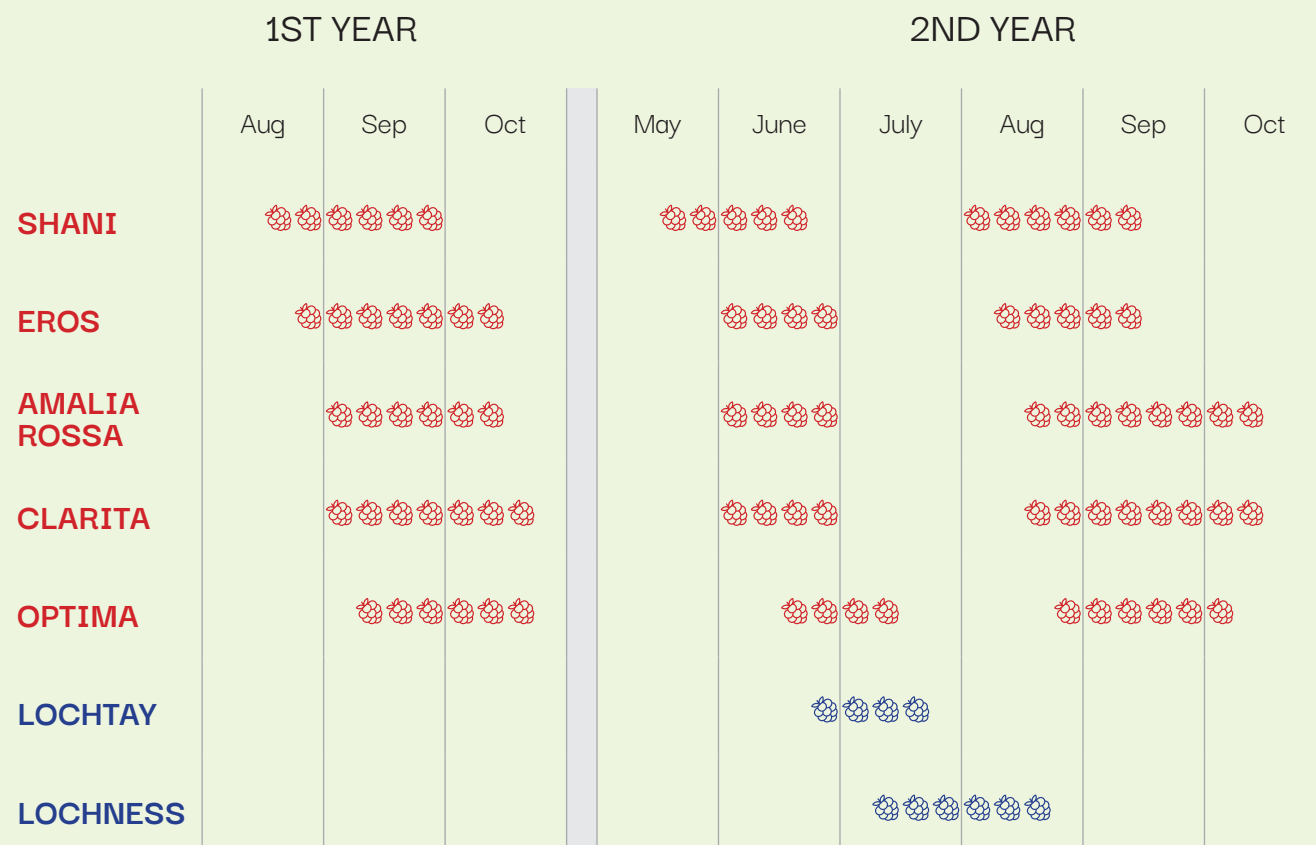 1ST YEAR
2ND YEAR
Aug
Sep
Oct
May
June
July
Aug
Sep
Oct
SHANI
EROS
AMALIA
ROSSA
CLARITA
OPTIMA
LOCHTAY
LOCHNESS